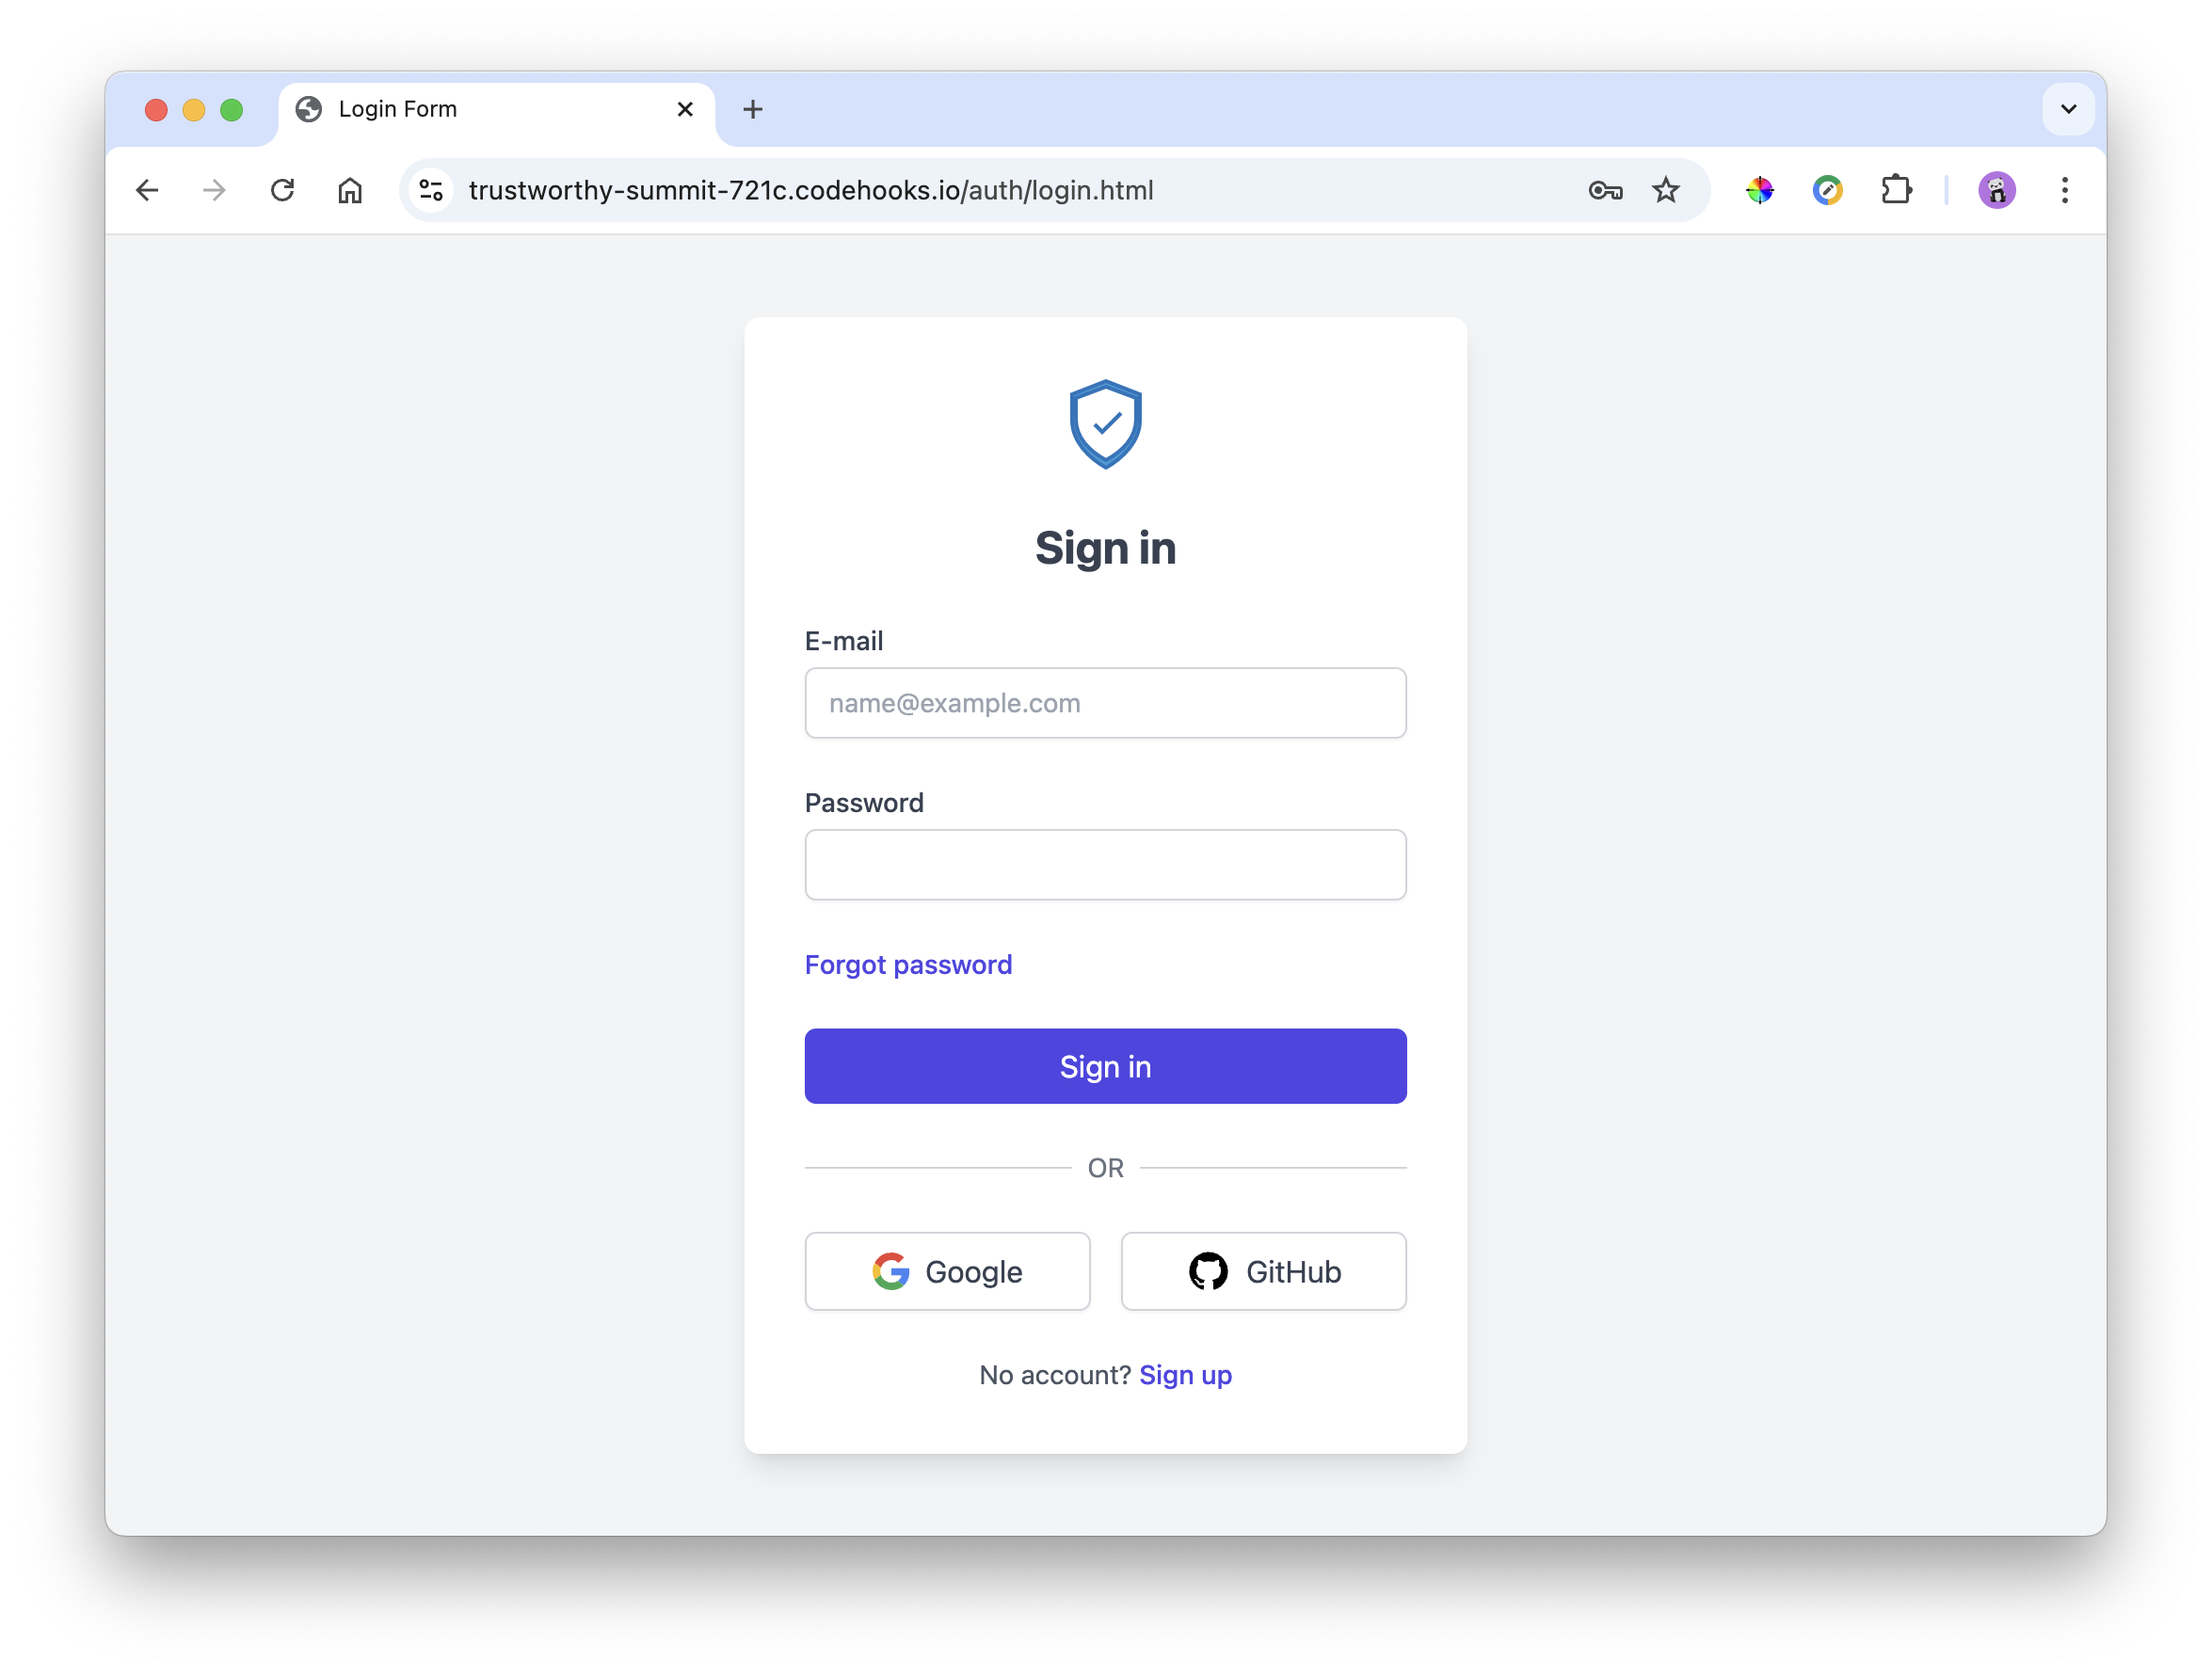 Login Form
trustworthy-summit-721c.codehooks.io/auth/login.html
Sign in
E-mail
name@example.com
Password
Forgot password
Sign in
OR
Google
GitHub
No account? Sign up